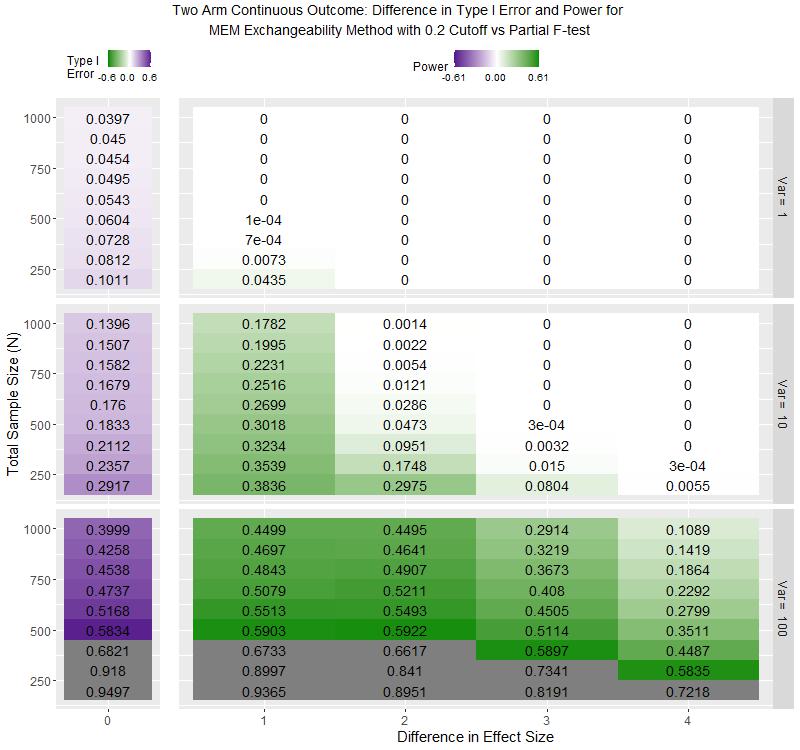 Two Arm Continuous Outcome: Difference in Type I Error and Power for
MEM Exchangeability Method with 0.2 Cutoff vs Partial F-test
Type I
Error -0.6 0.0 0.6
Power -0.61 0.00 0.61
1000 0.0397 0 0 0 0
0.045 0 0 0 0
0.0454 0 0 0 0
750 0.0495 0 0 0 0
0.0543 0 0 0 0
500 0.0604 1e-04 0 0 0
0.0728 7e-04 0 0 0
0.0812 0.0073 0 0 0
250 0.1011 0.0435 0 0 0
Var = 1
1000 0.1396 0.1782 0.0014 0 0
0.1507 0.1995 0.0022 0 0
0.1582 0.2231 0.0054 0 0
750 0.1679 0.2516 0.0121 0 0
0.176 0.2699 0.0286 0 0
500 0.1833 0.3018 0.0473 3e-04 0
0.2112 0.3234 0.0951 0.0032 0
0.2357 0.3539 0.1748 0.015 3e-04
250 0.2917 0.3836 0.2975 0.0804 0.0055
Var = 10
1000 0.3999 0.4499 0.4495 0.2914 0.1089
0.4258 0.4697 0.4641 0.3219 0.1419
0.4538 0.4843 0.4907 0.3673 0.1864
750 0.4737 0.5079 0.5211 0.408 0.2292
0.5168 0.5513 0.5493 0.4505 0.2799
500 0.5834 0.5903 0.5922 0.5114 0.3511
0.6821 0.6733 0.6617 0.5897 0.4487
0.918 0.8997 0.841 0.7341 0.5835
250 0.9497 0.9365 0.8951 0.8191 0.7218
Var = 100
Total Sample Size (N)
0 1 2 3 4
Difference in Effect Size